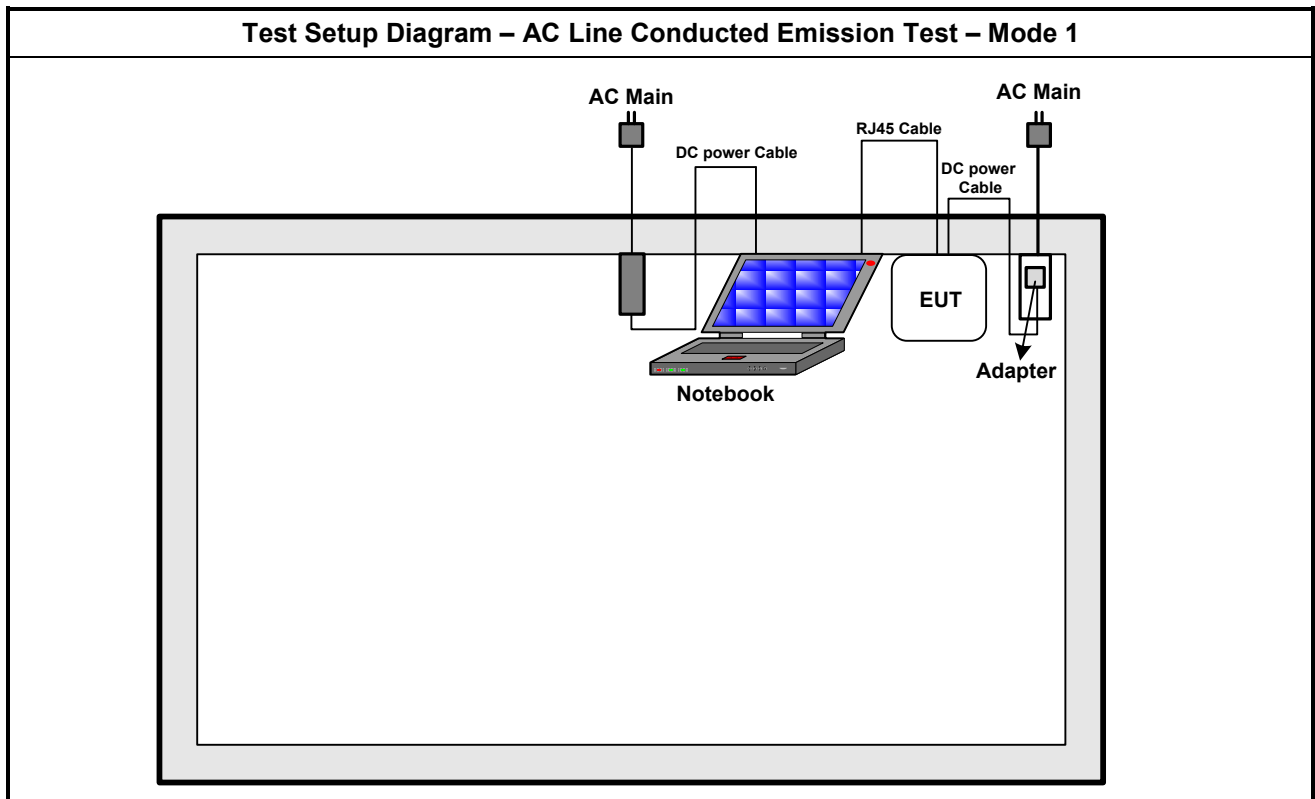 Test Setup Diagram – AC Line Conducted Emission Test – Mode 1
AC Main
AC Main
RJ45 Cable
DC power Cable
DC power
Cable
EUT
Adapter
Notebook